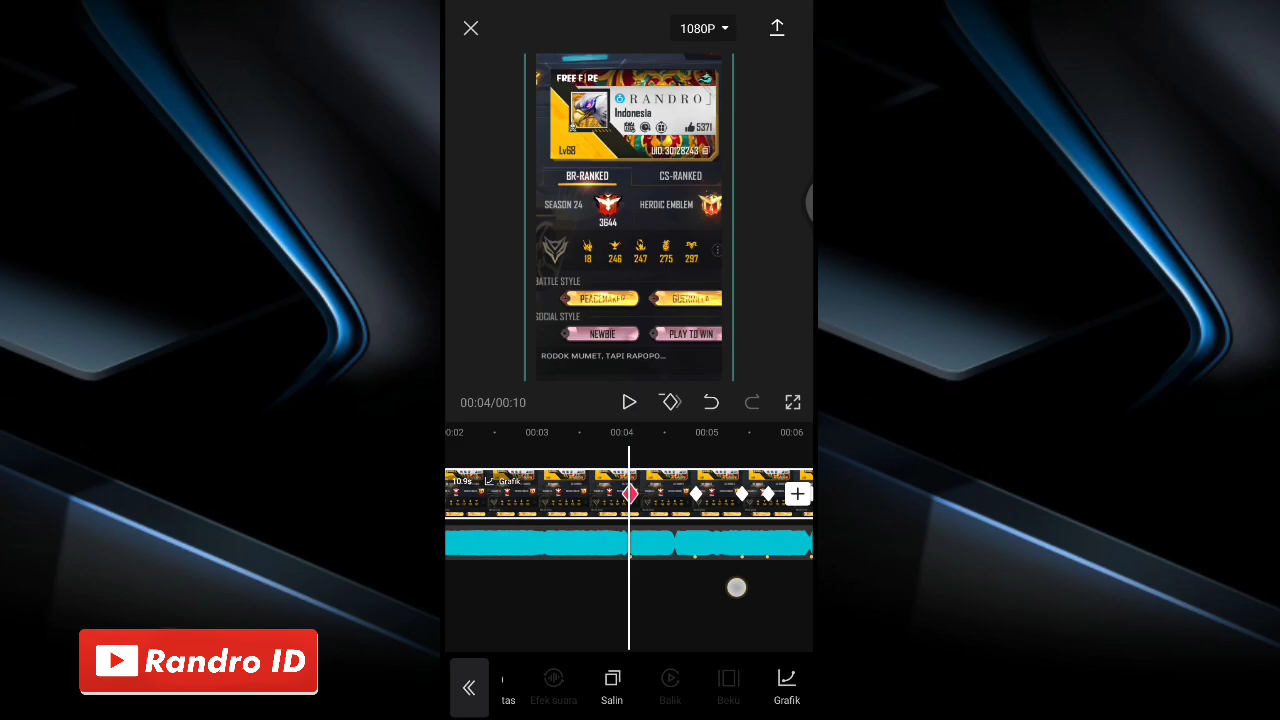 1080P
FREE FIRE
RANDRO
Indonesia
5371
Lv68
UID:30128243
BR-RANKED
CS-RANKED
SEASON 24
HEROIC EMBLEM
3644
18
246
247
275
297
BATTLE STYLE
PEACEMAKER
GUERRILLA
SOCIAL STYLE
NEWBIE
PLAY TO WIN
RODOK MUMET, TAPI RAPOPO...
00:04/00:10
0:02
00:03
00:04
00:05
00:06
10.9s
Grafik
Randro ID
tas
Efek suara
Salin
Balik
Beku
Grafik